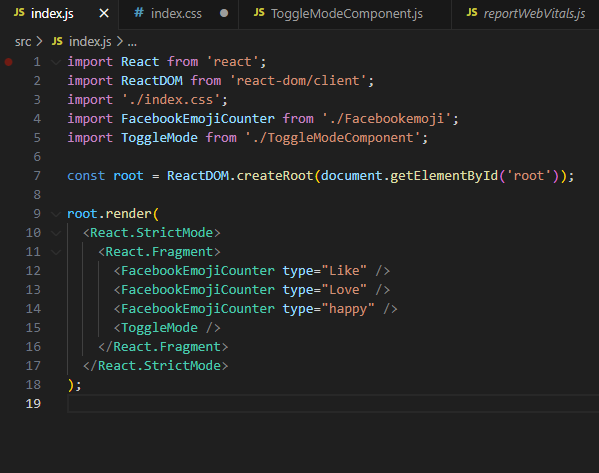 JS index.js × # index.css ● JS ToggleModeComponent.js JS reportWebVitals.js
src > JS index.js > ...
1 import React from 'react';
2 import ReactDOM from 'react-dom/client';
3 import './index.css';
4 import FacebookEmojiCounter from './Facebookemoji';
5 import ToggleMode from './ToggleModeComponent';
6
7 const root = ReactDOM.createRoot(document.getElementById('root'));
8
9 root.render(
10 <React.StrictMode>
11 <React.Fragment>
12 <FacebookEmojiCounter type="Like" />
13 <FacebookEmojiCounter type="Love" />
14 <FacebookEmojiCounter type="happy" />
15 <ToggleMode />
16 </React.Fragment>
17 </React.StrictMode>
18 );
19